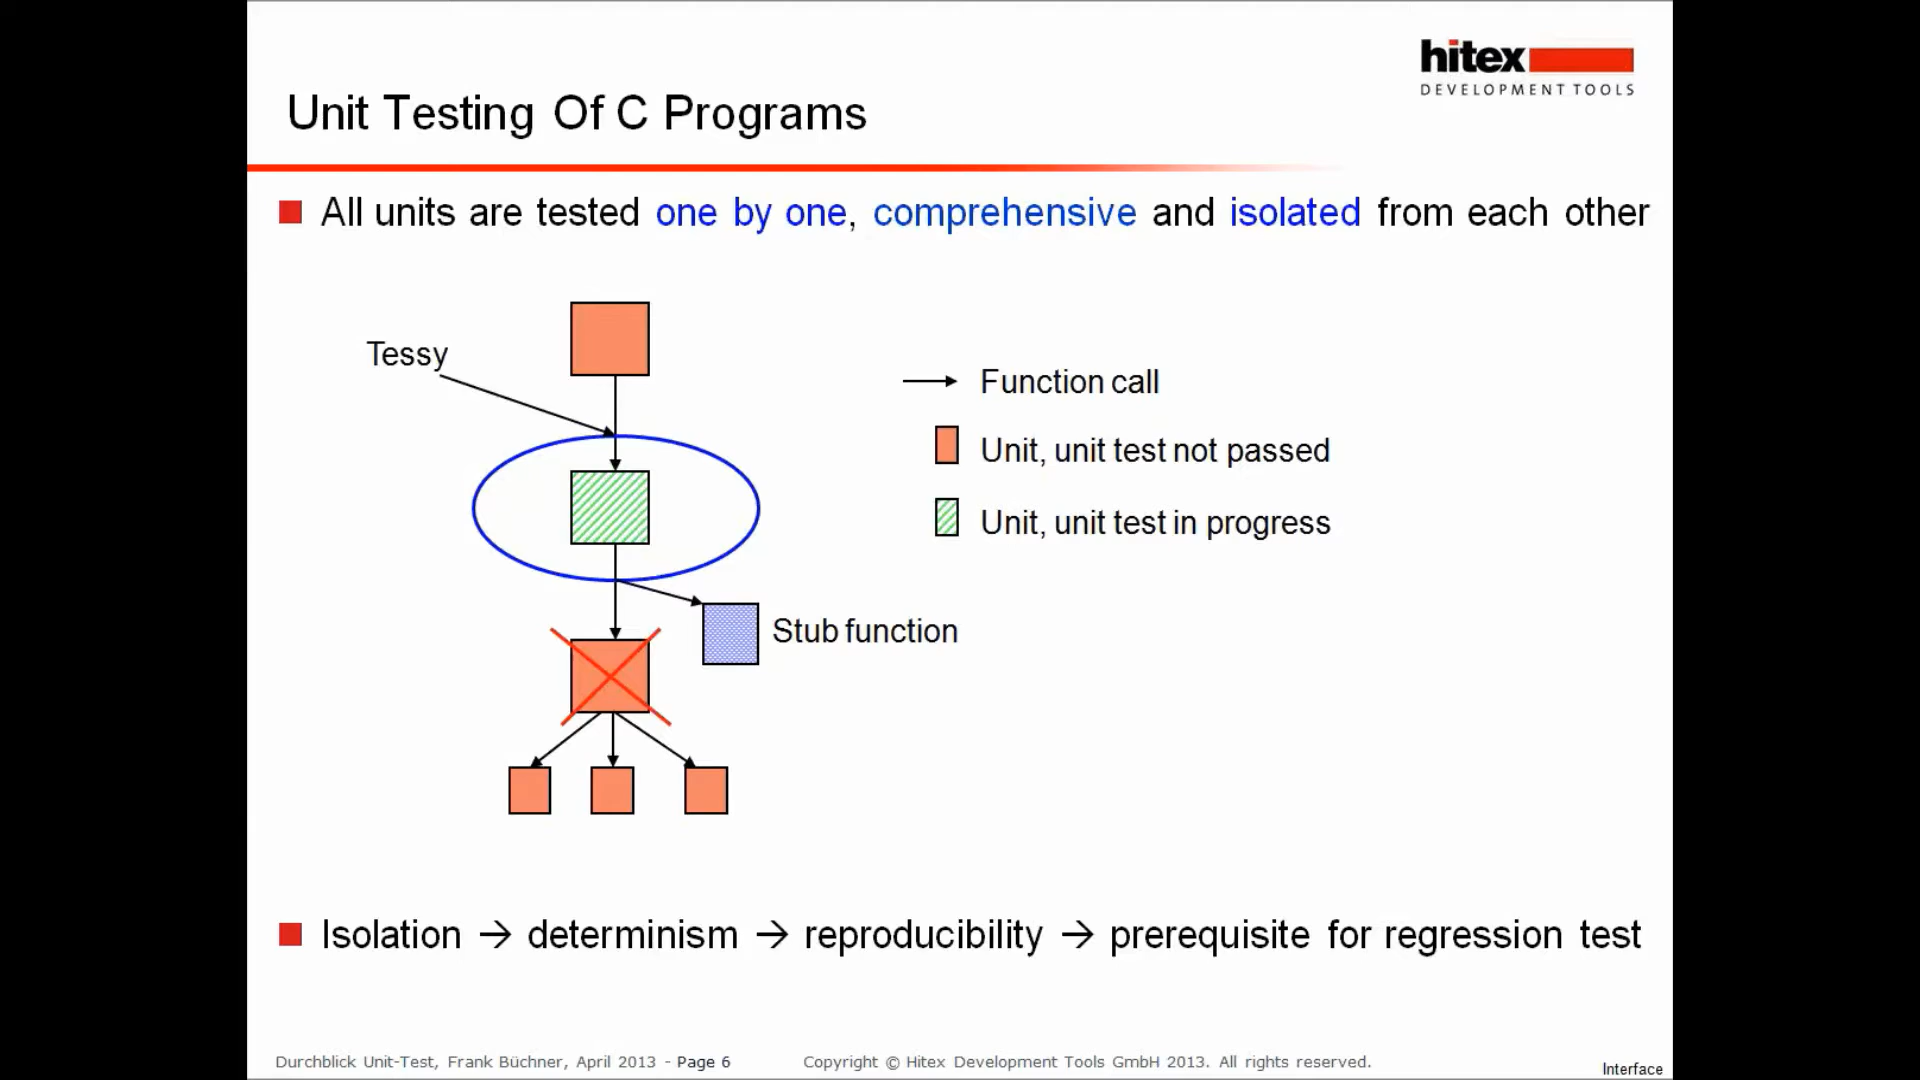 hitex
DEVELOPMENT TOOLS
Unit Testing Of C Programs
All units are tested one by one, comprehensive and isolated from each other
Tessy
Function call
Unit, unit test not passed
Unit, unit test in progress
Stub function
Isolation → determinism → reproducibility → prerequisite for regression test
Durchblick Unit-Test, Frank Büchner, April 2013 - Page 6
Copyright © Hitex Development Tools GmbH 2013. All rights reserved.
Interface